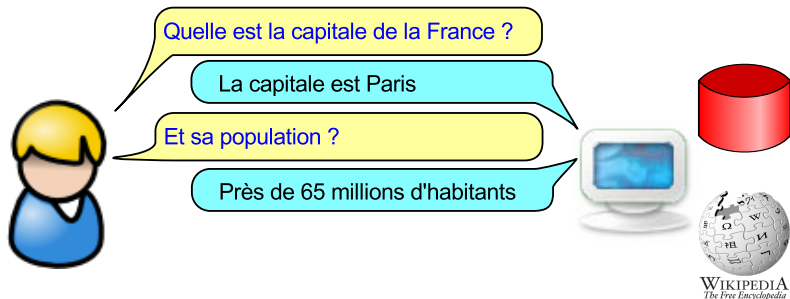 Quelle est la capitale de la France ?
La capitale est Paris
Et sa population ?
Près de 65 millions d'habitants
Ω
W
И
祖
WIKIPEDIA
The Free Encyclopedia